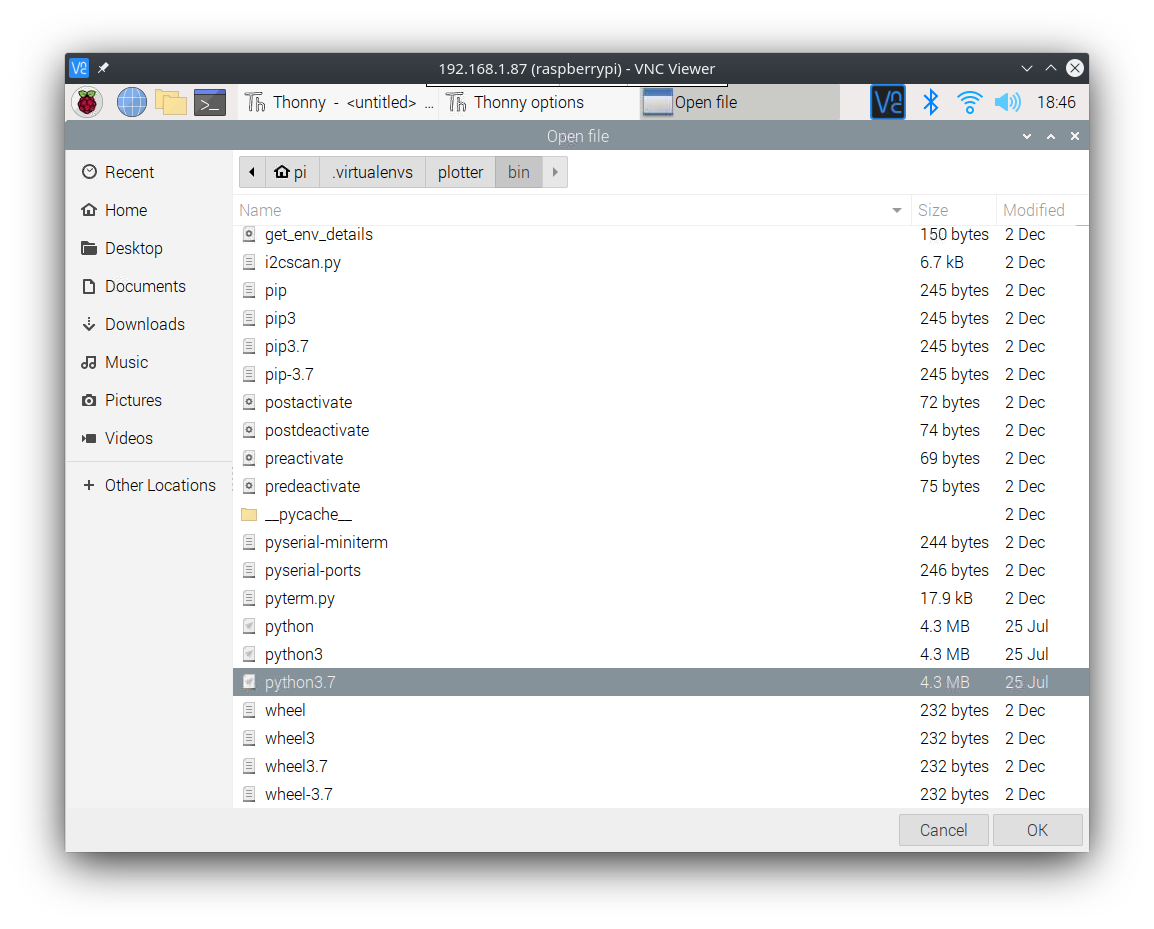 192.168.1.87 (raspberrypi) - VNC Viewer
Thonny - <untitled> ... Thonny options Open file 18:46
Open file
Recent
Home
Desktop
Documents
Downloads
Music
Pictures
Videos
Other Locations
pi .virtualenvs plotter bin
Name Size Modified
get_env_details 150 bytes 2 Dec
i2cscan.py 6.7 kB 2 Dec
pip 245 bytes 2 Dec
pip3 245 bytes 2 Dec
pip3.7 245 bytes 2 Dec
pip-3.7 245 bytes 2 Dec
postactivate 72 bytes 2 Dec
postdeactivate 74 bytes 2 Dec
preactivate 69 bytes 2 Dec
predeactivate 75 bytes 2 Dec
__pycache__ 2 Dec
pyserial-miniterm 244 bytes 2 Dec
pyserial-ports 246 bytes 2 Dec
pyterm.py 17.9 kB 2 Dec
python 4.3 MB 25 Jul
python3 4.3 MB 25 Jul
python3.7 4.3 MB 25 Jul
wheel 232 bytes 2 Dec
wheel3 232 bytes 2 Dec
wheel3.7 232 bytes 2 Dec
wheel-3.7 232 bytes 2 Dec
Cancel OK